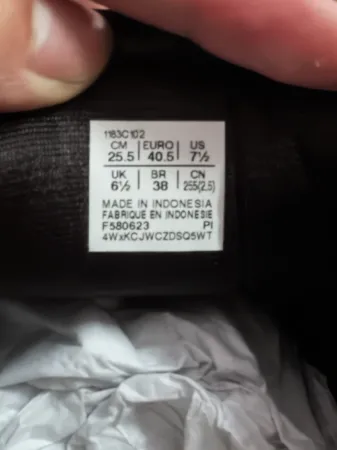 1183C102
CM | EURO | US
25.5 | 40.5 | 7½
UK | BR | CN
6½ | 38 | 255(2.5)
MADE IN INDONESIA
FABRIQUE EN INDONESIE
F580623 PI
4WxKCJWCZDSQ5WT